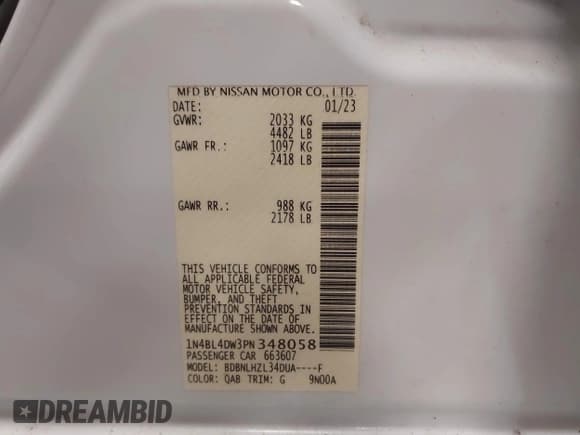 MFD BY NISSAN MOTOR CO., LTD.
DATE: 01/23
GVWR: 2033 KG
4482 LB
GAWR FR.: 1097 KG
2418 LB
GAWR RR.: 988 KG
2178 LB
THIS VEHICLE CONFORMS TO
ALL APPLICABLE FEDERAL
MOTOR VEHICLE SAFETY,
BUMPER, AND THEFT
PREVENTION STANDARDS IN
EFFECT ON THE DATE OF
MANUFACTURE SHOWN ABOVE.
1N4BL4DW3PN348058
PASSENGER CAR 663607
MODEL: BDBNLHZL34DUA----F
COLOR: QAB TRIM: G 9N00A
DREAMBID